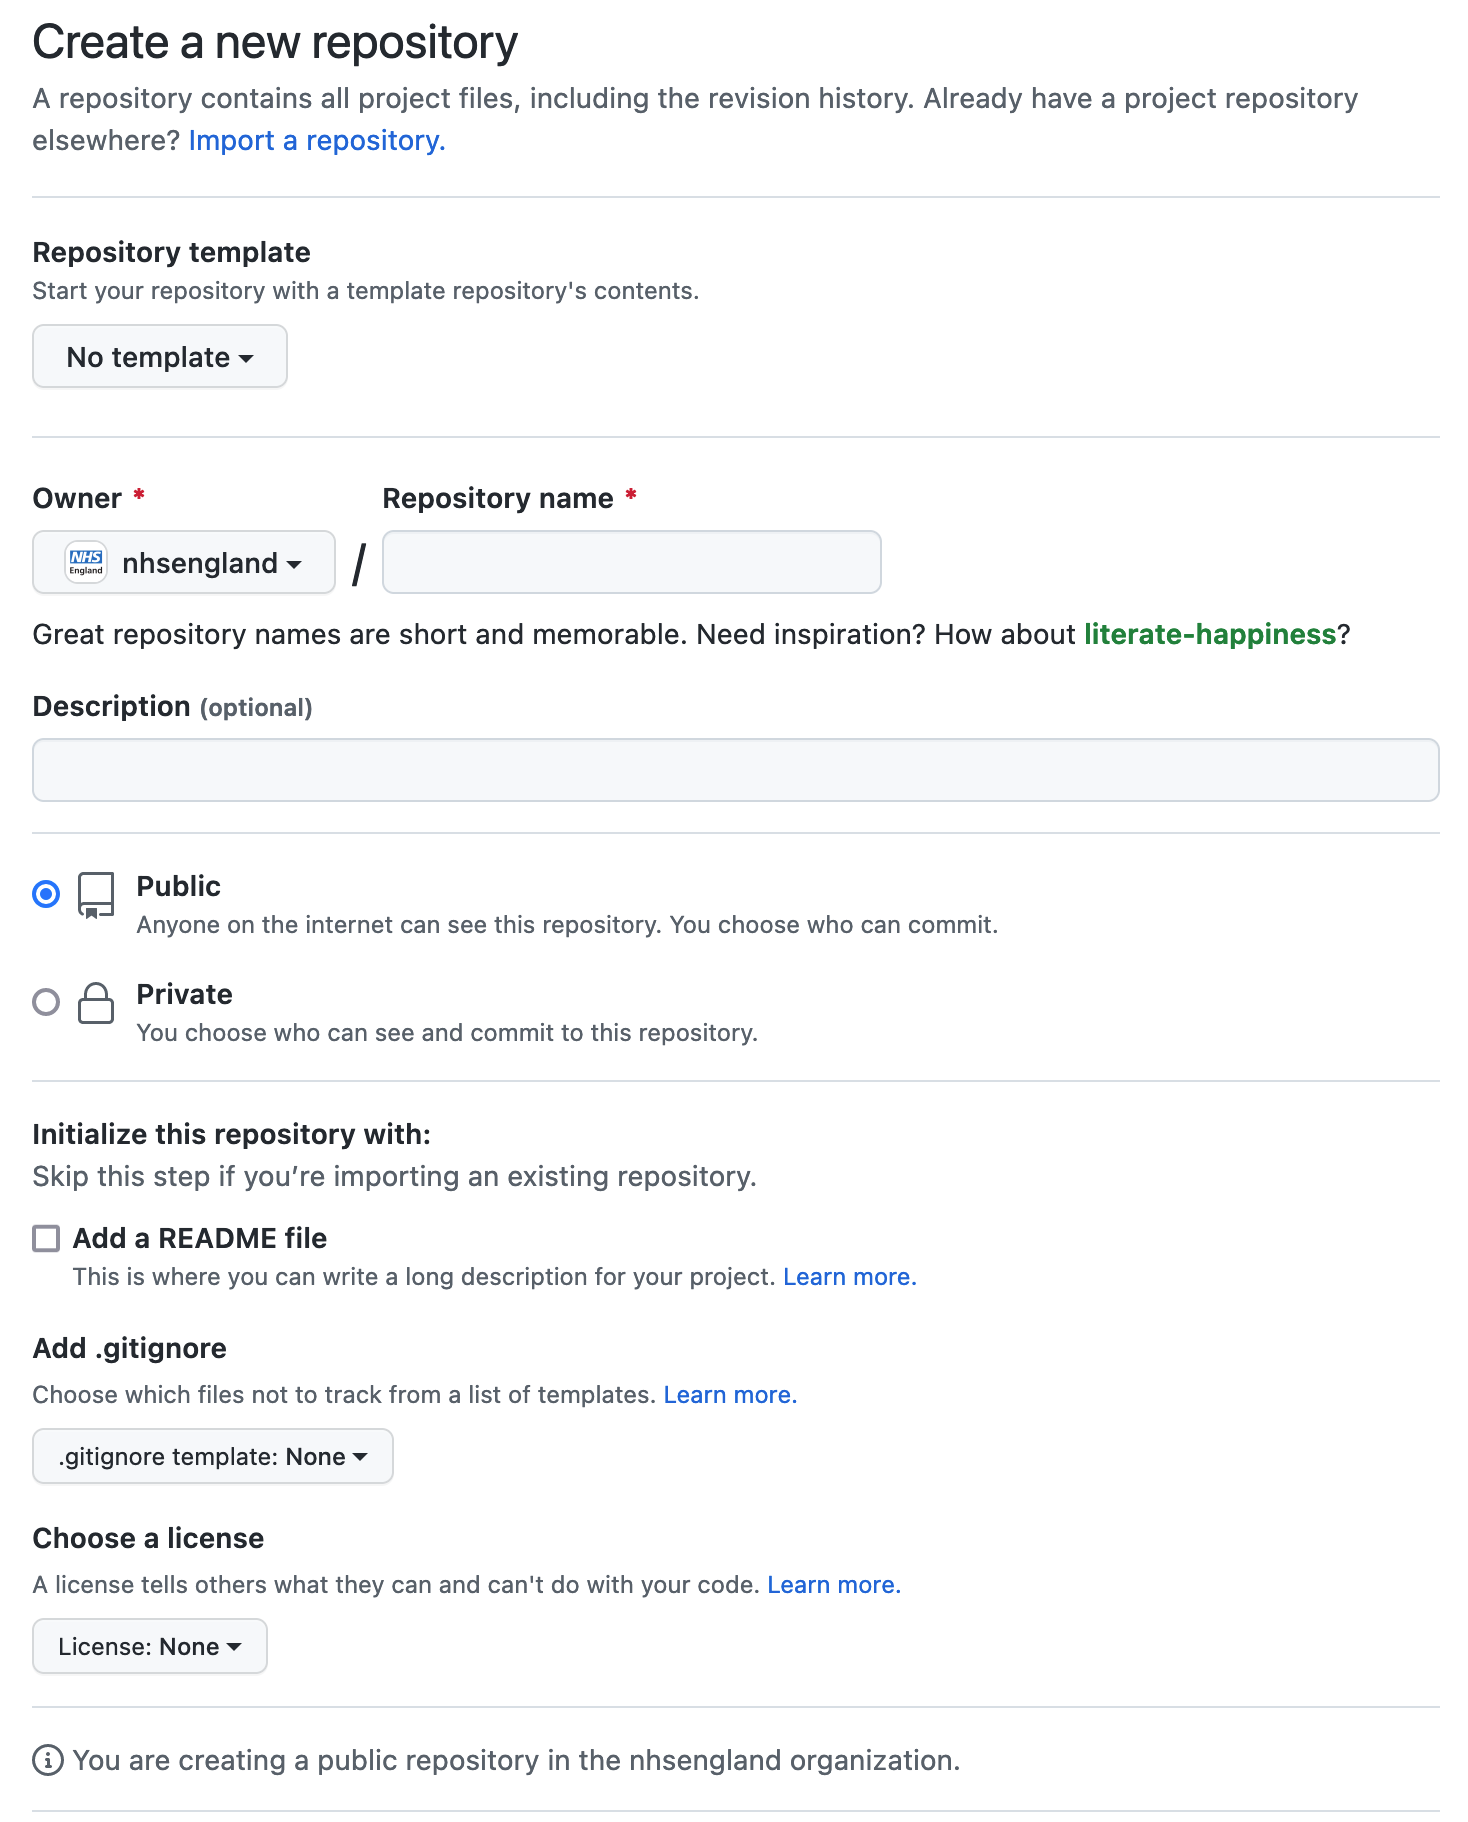 Create a new repository
A repository contains all project files, including the revision history. Already have a project repository
elsewhere? Import a repository.
Repository template
Start your repository with a template repository's contents.
No template
Owner * Repository name *
NHS
England
nhsengland /
Great repository names are short and memorable. Need inspiration? How about literate-happiness?
Description (optional)
Public
Anyone on the internet can see this repository. You choose who can commit.
Private
You choose who can see and commit to this repository.
Initialize this repository with:
Skip this step if you’re importing an existing repository.
Add a README file
This is where you can write a long description for your project. Learn more.
Add .gitignore
Choose which files not to track from a list of templates. Learn more.
.gitignore template: None
Choose a license
A license tells others what they can and can't do with your code. Learn more.
License: None
You are creating a public repository in the nhsengland organization.